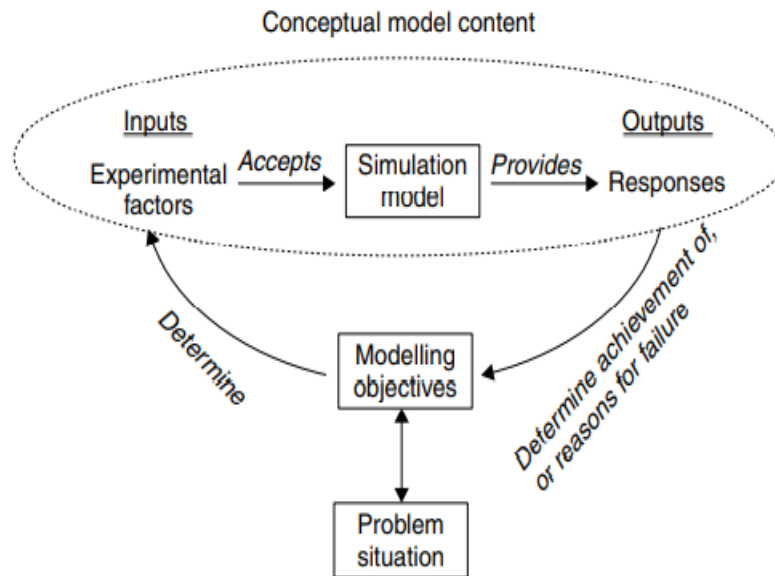 Conceptual model content
Inputs
Outputs
Experimental
factors
Accepts
Simulation
model
Provides
Responses
Determine
Modelling
objectives
Determine achievement of,
or reasons for failure
Problem
situation